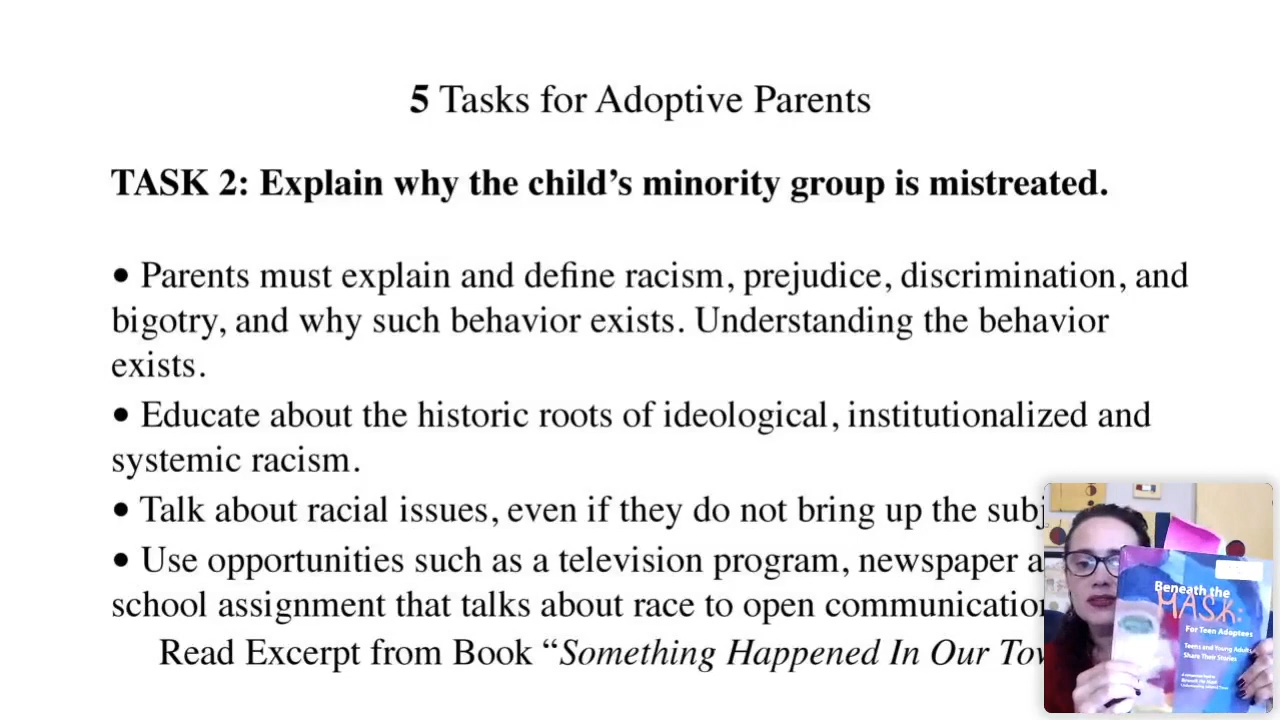 5 Tasks for Adoptive Parents
TASK 2: Explain why the child’s minority group is mistreated.
• Parents must explain and define racism, prejudice, discrimination, and
bigotry, and why such behavior exists. Understanding the behavior
exists.
• Educate about the historic roots of ideological, institutionalized and
systemic racism.
• Talk about racial issues, even if they do not bring up the subj
• Use opportunities such as a television program, newspaper a
school assignment that talks about race to open communication
Read Excerpt from Book “Something Happened In Our Tow
Beneath the
MASK:
For Teen Adoptees
Teens and Young Adults
Share Their Stories